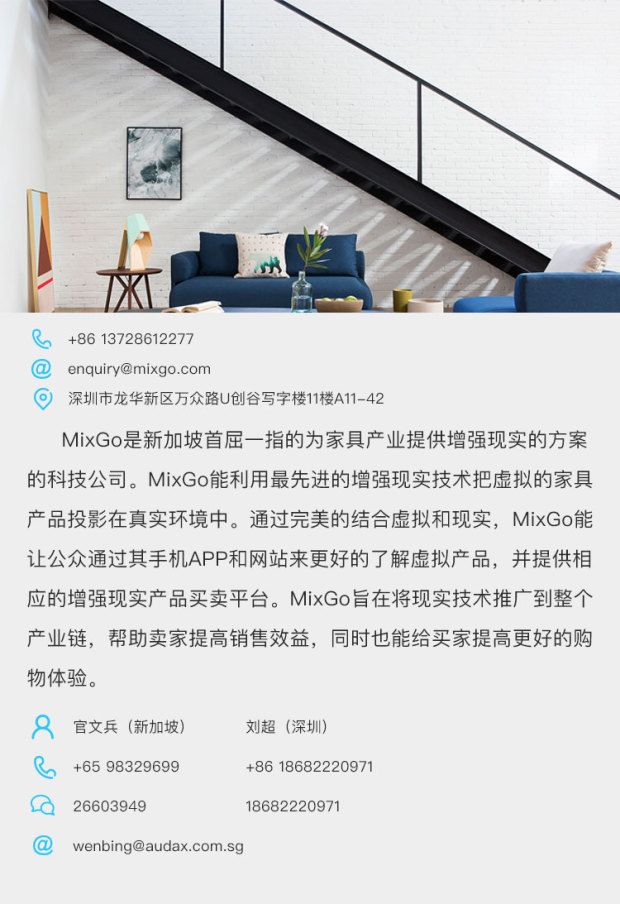 +86 13728612277
enquiry@mixgo.com
深圳市龙华新区万众路U创谷写字楼11楼A11-42
MixGo是新加坡首屈一指的为家具产业提供增强现实的方案
的科技公司。MixGo能利用最先进的增强现实技术把虚拟的家具
产品投影在真实环境中。通过完美的结合虚拟和现实，MixGo能
让公众通过其手机APP和网站来更好的了解虚拟产品，并提供相
应的增强现实产品买卖平台。MixGo旨在将现实技术推广到整个
产业链，帮助卖家提高销售效益，同时也能给买家提高更好的购
物体验。
官文兵（新加坡） 刘超（深圳）
+65 98329699 +86 18682220971
26603949 18682220971
wenbing@audax.com.sg